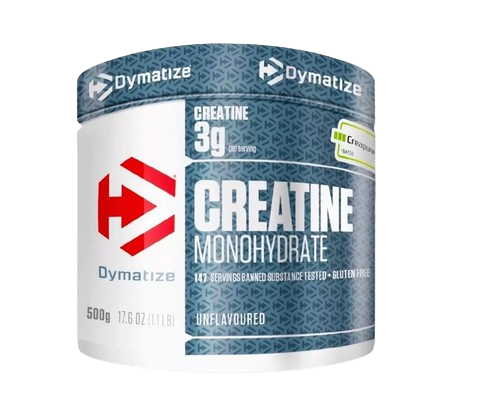 Dymatize
Dymatize
CREATINE
3g
per serving
Creapure
CREATINE
MONOHYDRATE
147 SERVINGS BANNED SUBSTANCE TESTED • GLUTEN FREE
Dymatize
500g 17.6 OZ (1.1 LB)
UNFLAVOURED